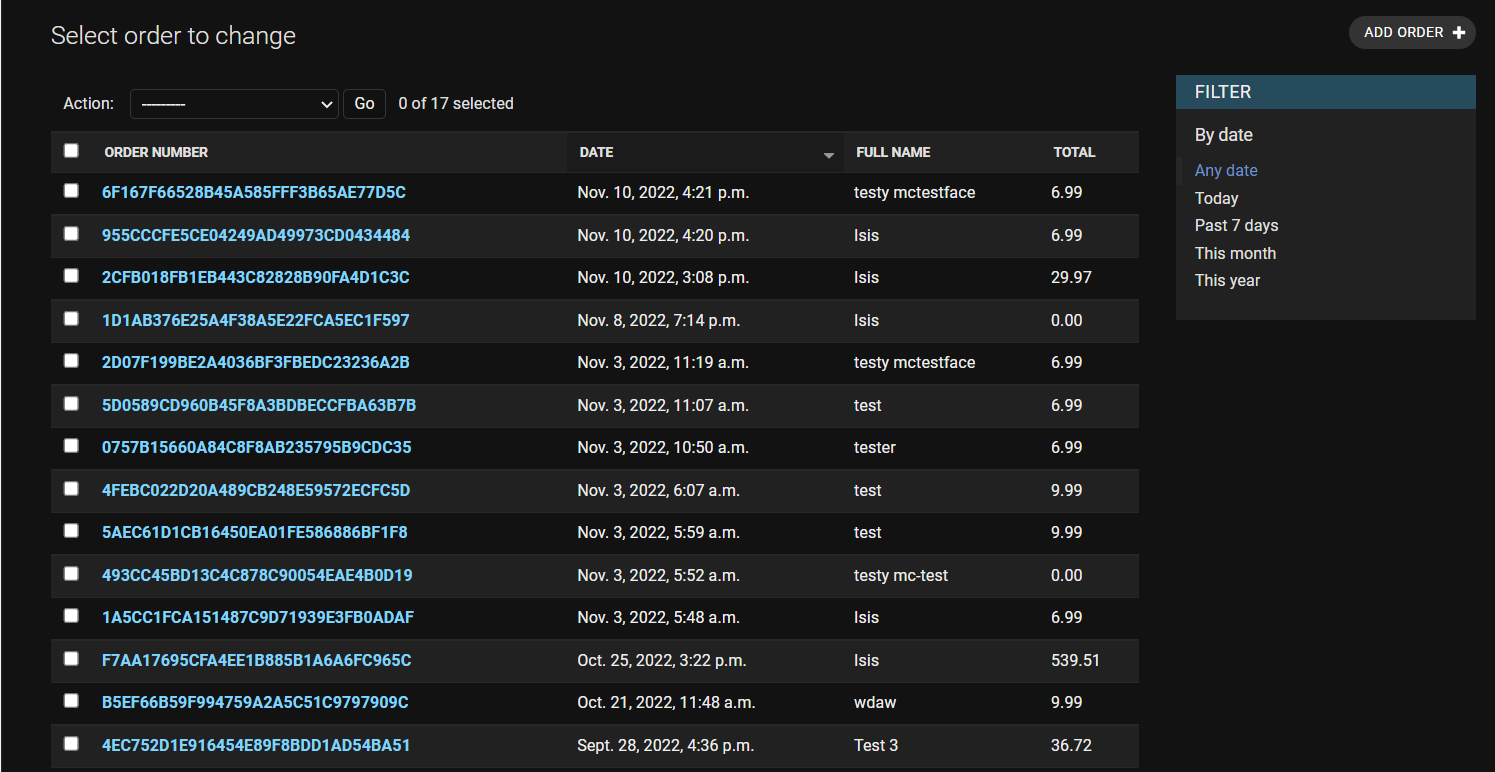 Select order to change
ADD ORDER
Action: --------- Go 0 of 17 selected
FILTER
By date
Any date
Today
Past 7 days
This month
This year
ORDER NUMBER DATE FULL NAME TOTAL
6F167F66528B45A585FFF3B65AE77D5C Nov. 10, 2022, 4:21 p.m. testy mctestface 6.99
955CCCFE5CE04249AD49973CD0434484 Nov. 10, 2022, 4:20 p.m. Isis 6.99
2CFB018FB1EB443C82828B90FA4D1C3C Nov. 10, 2022, 3:08 p.m. Isis 29.97
1D1AB376E25A4F38A5E22FCA5EC1F597 Nov. 8, 2022, 7:14 p.m. Isis 0.00
2D07F199BE2A4036BF3FBEDC23236A2B Nov. 3, 2022, 11:19 a.m. testy mctestface 6.99
5D0589CD960B45F8A3BDBECCFBA63B7B Nov. 3, 2022, 11:07 a.m. test 6.99
0757B15660A84C8F8AB235795B9CDC35 Nov. 3, 2022, 10:50 a.m. tester 6.99
4FEBC022D20A489CB248E59572ECFC5D Nov. 3, 2022, 6:07 a.m. test 9.99
5AEC61D1CB16450EA01FE586886BF1F8 Nov. 3, 2022, 5:59 a.m. test 9.99
493CC45BD13C4C878C90054EAE4B0D19 Nov. 3, 2022, 5:52 a.m. testy mc-test 0.00
1A5CC1FCA151487C9D71939E3FB0ADAF Nov. 3, 2022, 5:48 a.m. Isis 6.99
F7AA17695CFA4EE1B885B1A6A6FC965C Oct. 25, 2022, 3:22 p.m. Isis 539.51
B5EF66B59F994759A2A5C51C9797909C Oct. 21, 2022, 11:48 a.m. wdaw 9.99
4EC752D1E916454E89F8BDD1AD54BA51 Sept. 28, 2022, 4:36 p.m. Test 3 36.72